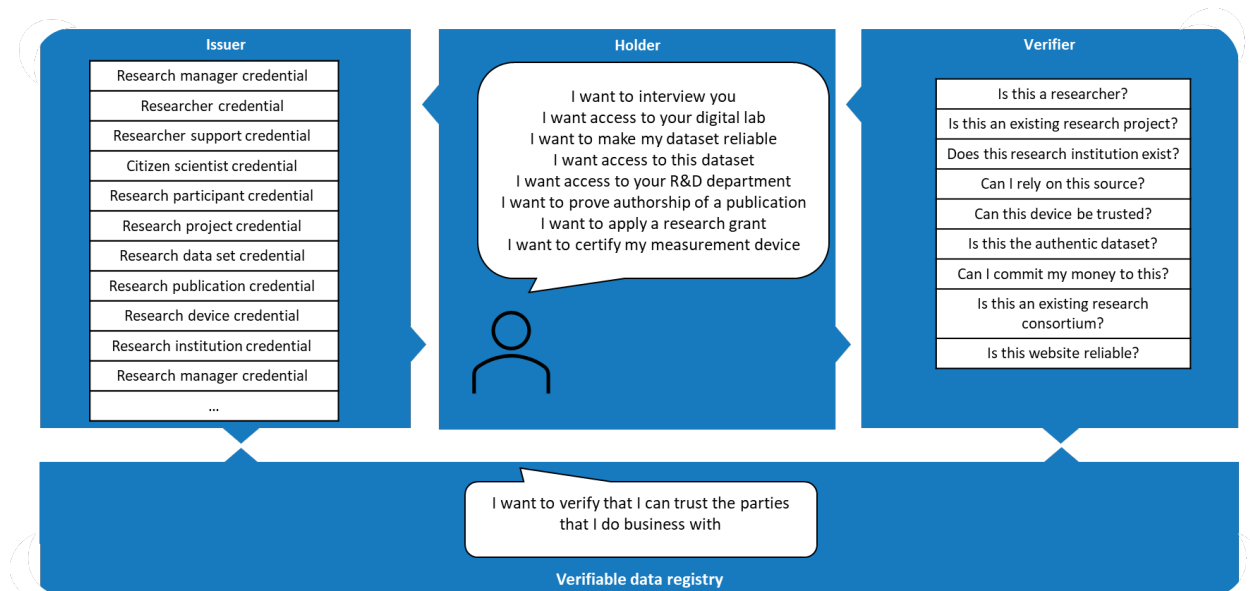 Issuer
Research manager credential
Researcher credential
Researcher support credential
Citizen scientist credential
Research participant credential
Research project credential
Research data set credential
Research publication credential
Research device credential
Research institution credential
Research manager credential
...
Holder
I want to interview you
I want access to your digital lab
I want to make my dataset reliable
I want access to this dataset
I want access to your R&D department
I want to prove authorship of a publication
I want to apply a research grant
I want to certify my measurement device
Verifier
Is this a researcher?
Is this an existing research project?
Does this research institution exist?
Can I rely on this source?
Can this device be trusted?
Is this the authentic dataset?
Can I commit my money to this?
Is this an existing research
consortium?
Is this website reliable?
I want to verify that I can trust the parties
that I do business with
Verifiable data registry